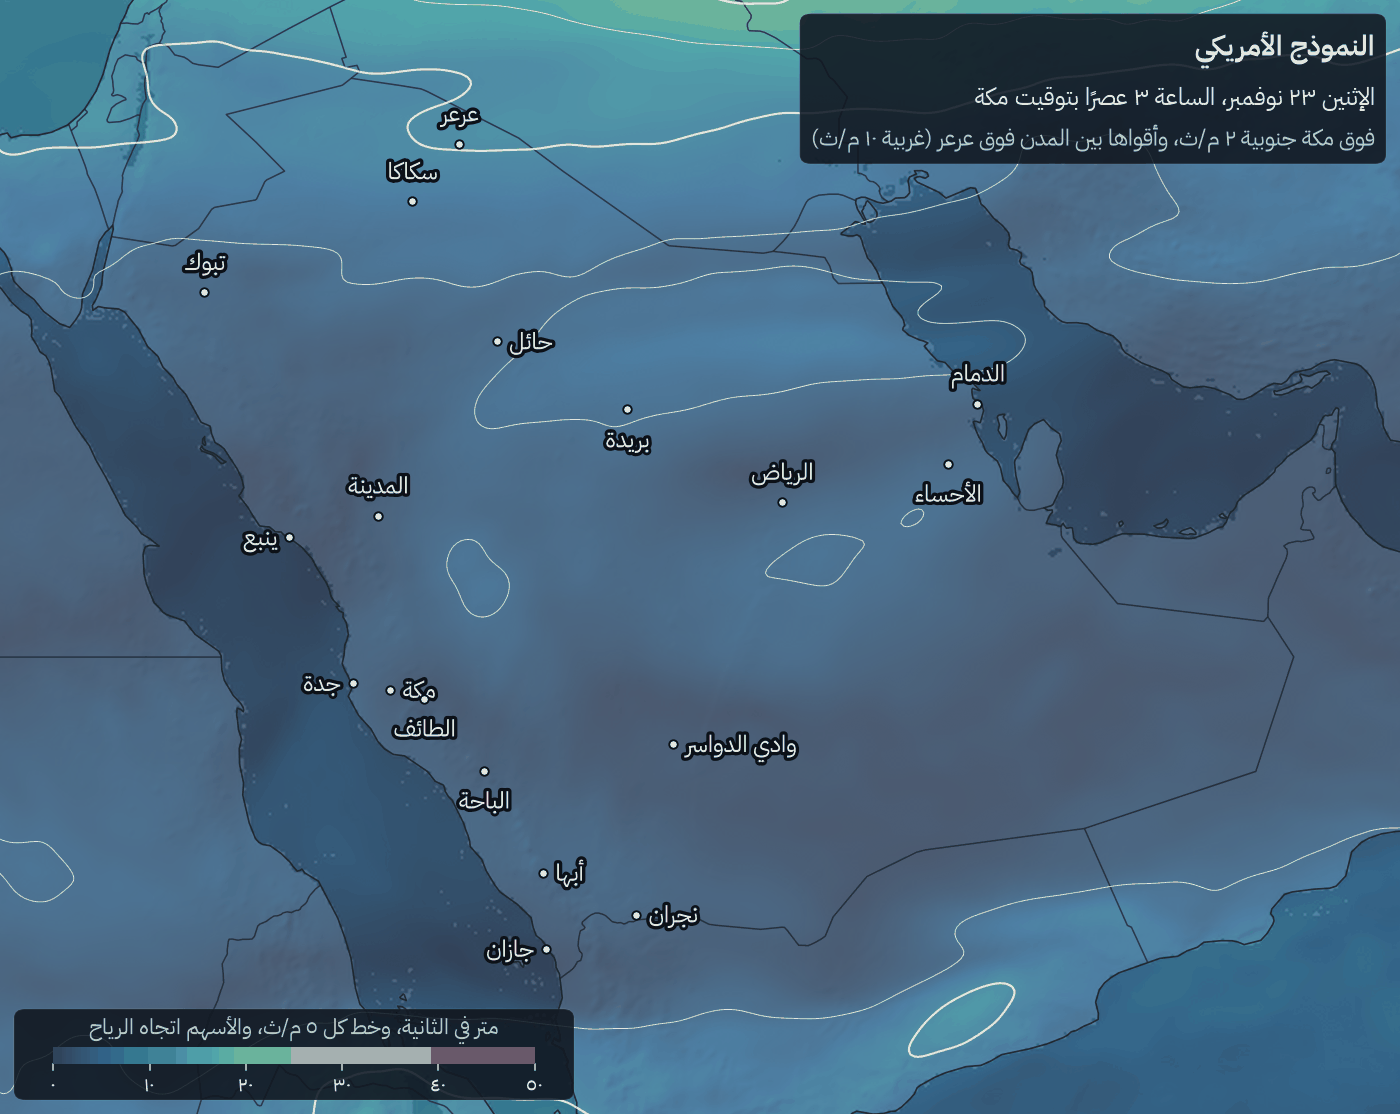 النموذج الأمريكي
الإثنين ٢٣ نوفمبر، الساعة ٣ عصرًا بتوقيت مكة
فوق مكة جنوبية ٢ م/ث، وأقواها بين المدن فوق عرعر (غربية ١٠ م/ث)
عرعر
سكاكا
تبوك
حائل
الدمام
بريدة
الرياض
الأحساء
المدينة
ينبع
جدة
مكة
الطائف
وادي الدواسر
الباحة
أبها
نجران
جازان
متر في الثانية، وخط كل ٥ م/ث، والأسهم اتجاه الرياح
٠ ١٠ ٢٠ ٣٠ ٤٠ ٥٠